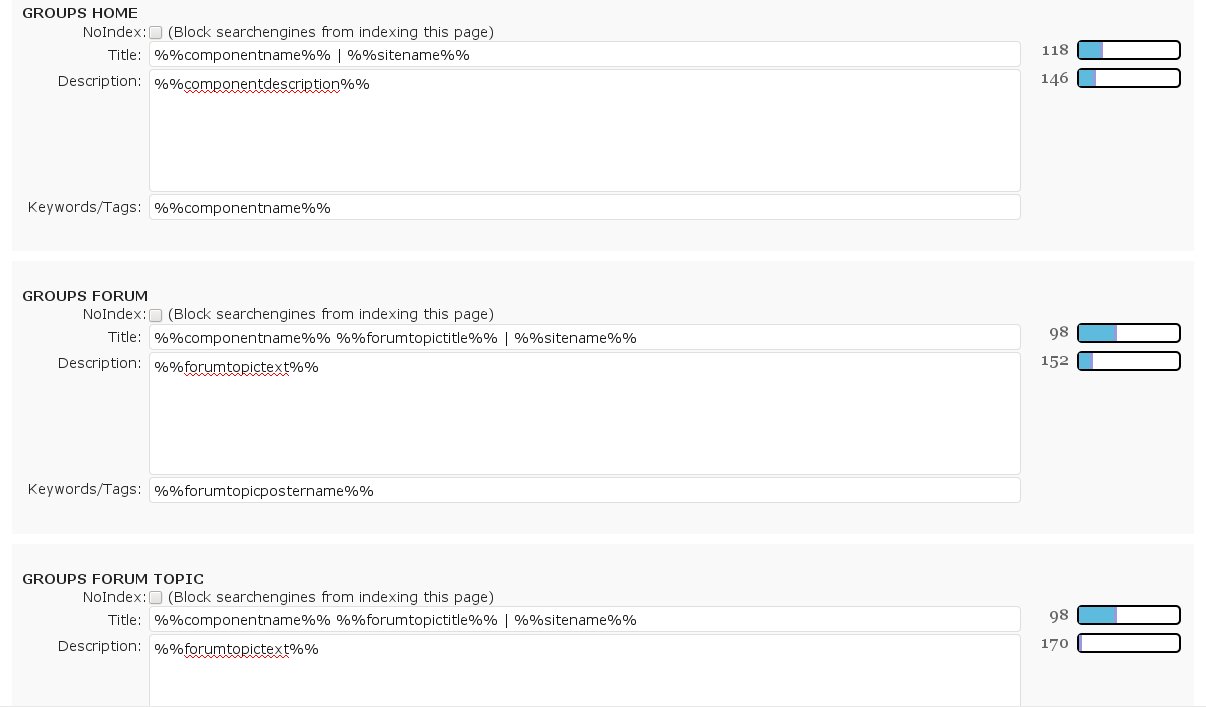 GROUPS HOME
NoIndex: (Block searchengines from indexing this page)
Title: %%componentname%% | %%sitename%% 118
Description: %%componentdescription%% 146
Keywords/Tags: %%componentname%%
GROUPS FORUM
NoIndex: (Block searchengines from indexing this page)
Title: %%componentname%% %%forumtopictitle%% | %%sitename%% 98
Description: %%forumtopictext%% 152
Keywords/Tags: %%forumtopicpostername%%
GROUPS FORUM TOPIC
NoIndex: (Block searchengines from indexing this page)
Title: %%componentname%% %%forumtopictitle%% | %%sitename%% 98
Description: %%forumtopictext%% 170